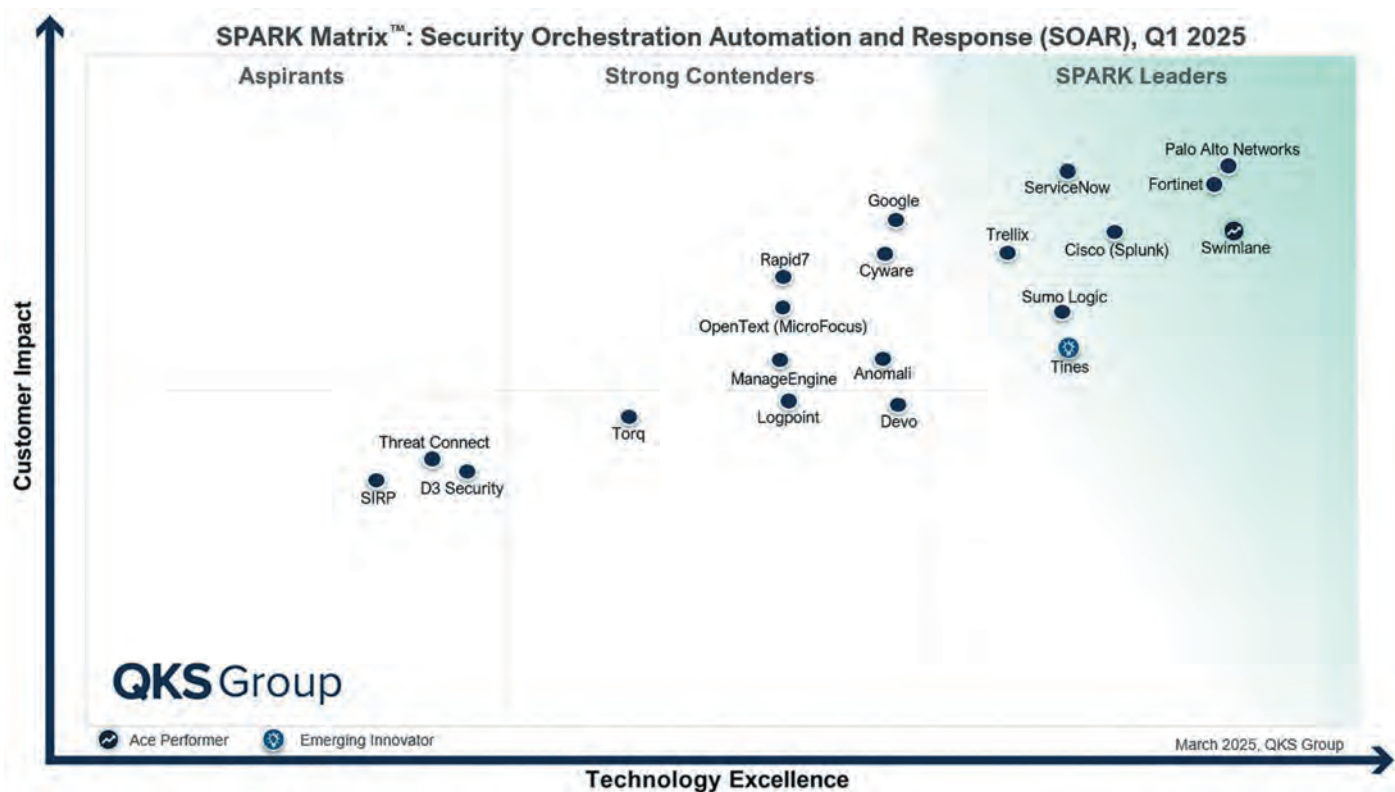 SPARK Matrix™: Security Orchestration Automation and Response (SOAR), Q1 2025
Aspirants
Strong Contenders
SPARK Leaders
Palo Alto Networks
ServiceNow
Fortinet
Google
Trellix
Cisco (Splunk)
Swimlane
Rapid7
Cyware
Sumo Logic
OpenText (MicroFocus)
Tines
ManageEngine
Anomali
Logpoint
Devo
Torq
Threat Connect
SIRP
D3 Security
Customer Impact
QKS Group
Ace Performer
Emerging Innovator
March 2025, QKS Group
Technology Excellence